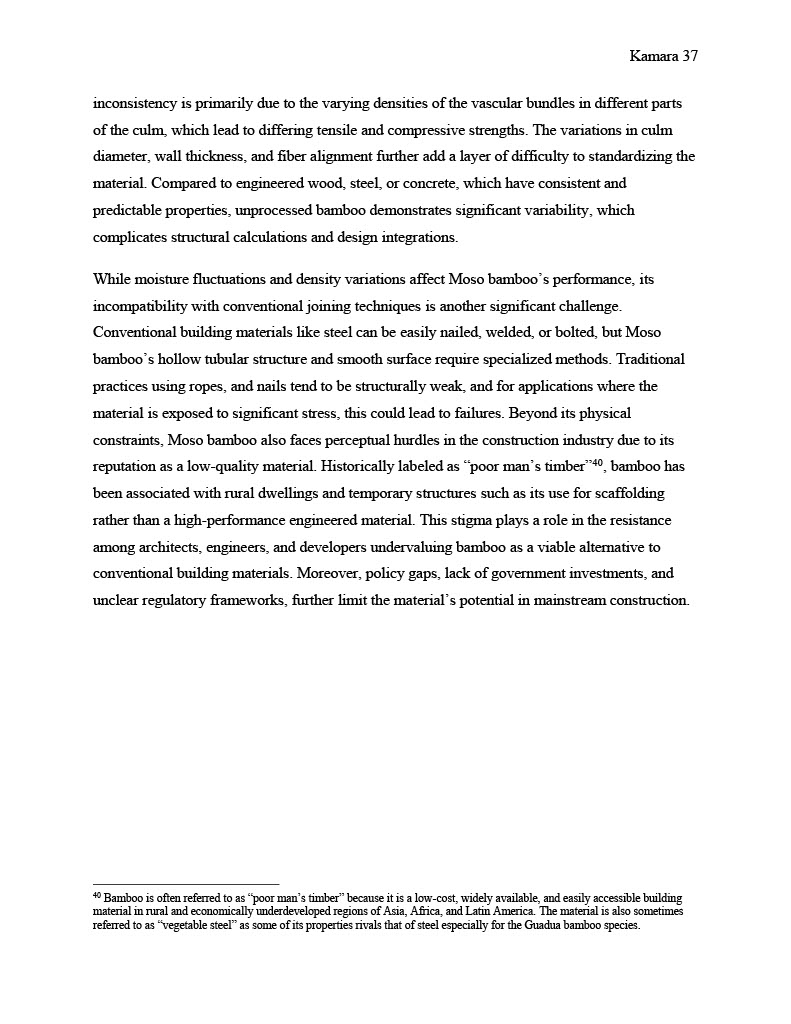 Kamara 37
inconsistency is primarily due to the varying densities of the vascular bundles in different parts
of the culm, which lead to differing tensile and compressive strengths. The variations in culm
diameter, wall thickness, and fiber alignment further add a layer of difficulty to standardizing the
material. Compared to engineered wood, steel, or concrete, which have consistent and
predictable properties, unprocessed bamboo demonstrates significant variability, which
complicates structural calculations and design integrations.
While moisture fluctuations and density variations affect Moso bamboo’s performance, its
incompatibility with conventional joining techniques is another significant challenge.
Conventional building materials like steel can be easily nailed, welded, or bolted, but Moso
bamboo’s hollow tubular structure and smooth surface require specialized methods. Traditional
practices using ropes, and nails tend to be structurally weak, and for applications where the
material is exposed to significant stress, this could lead to failures. Beyond its physical
constraints, Moso bamboo also faces perceptual hurdles in the construction industry due to its
reputation as a low-quality material. Historically labeled as “poor man’s timber”⁴⁰, bamboo has
been associated with rural dwellings and temporary structures such as its use for scaffolding
rather than a high-performance engineered material. This stigma plays a role in the resistance
among architects, engineers, and developers undervaluing bamboo as a viable alternative to
conventional building materials. Moreover, policy gaps, lack of government investments, and
unclear regulatory frameworks, further limit the material’s potential in mainstream construction.
⁴⁰ Bamboo is often referred to as “poor man’s timber” because it is a low-cost, widely available, and easily accessible building
material in rural and economically underdeveloped regions of Asia, Africa, and Latin America. The material is also sometimes
referred to as “vegetable steel” as some of its properties rivals that of steel especially for the Guadua bamboo species.